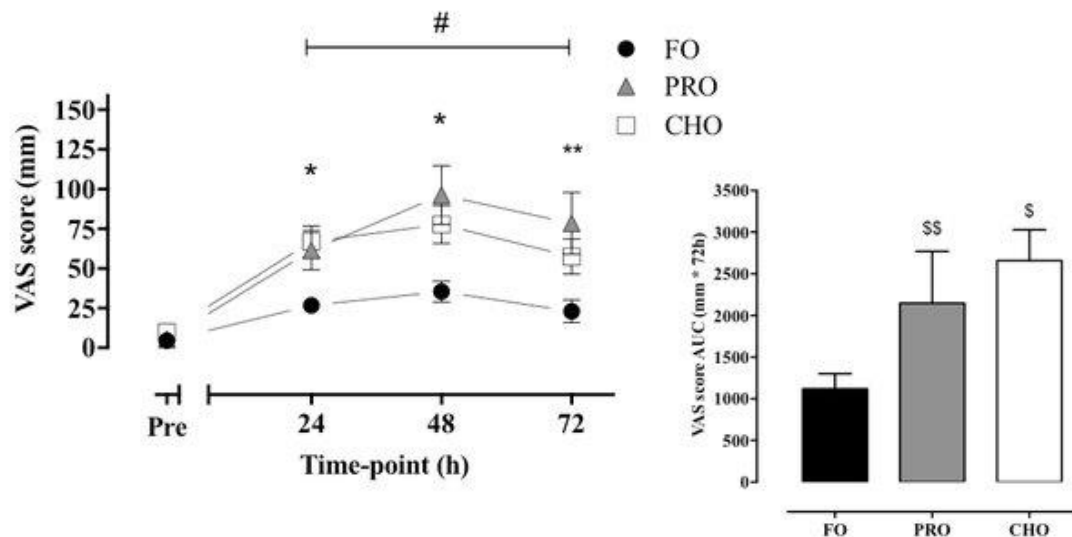 #
FO
PRO
CHO
VAS score (mm)
150
125
100
75
50
25
0
*
*
**
Pre
24
48
72
Time-point (h)
VAS score AUC (mm * 72h)
3500
3000
2500
2000
1500
1000
500
0
$$
$
FO
PRO
CHO